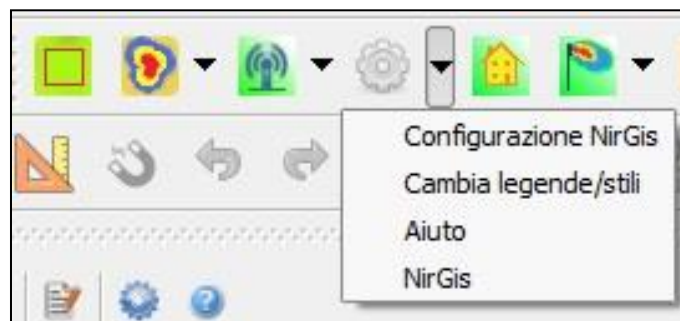 Configurazione NirGis
Cambia legende/stili
Aiuto
NirGis